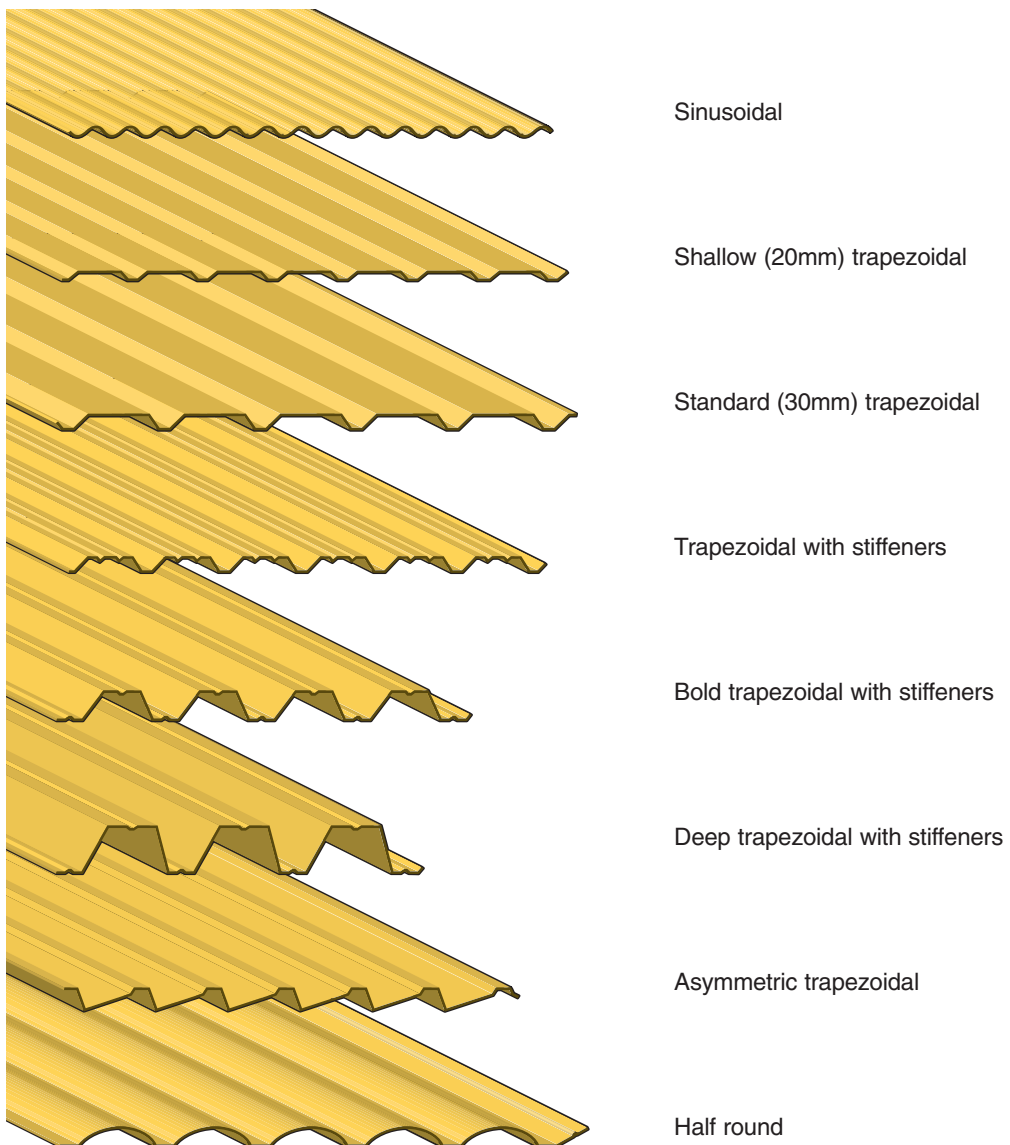 Sinusoidal
Shallow (20mm) trapezoidal
Standard (30mm) trapezoidal
Trapezoidal with stiffeners
Bold trapezoidal with stiffeners
Deep trapezoidal with stiffeners
Asymmetric trapezoidal
Half round